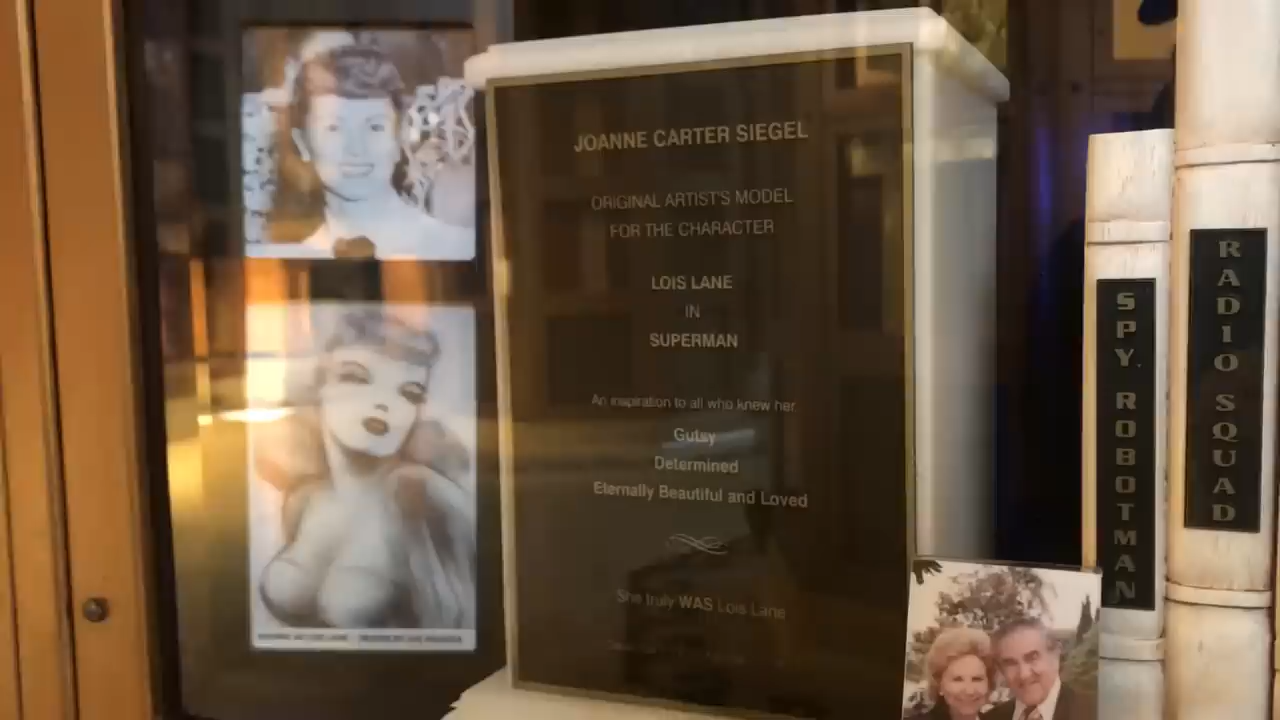 JOANNE CARTER SIEGEL
ORIGINAL ARTIST'S MODEL
FOR THE CHARACTER
LOIS LANE
IN
SUPERMAN
An inspiration to all who knew her
Gutsy
Determined
Eternally Beautiful and Loved
She truly WAS Lois Lane
SPY. ROBOTMAN
RADIO SQUAD